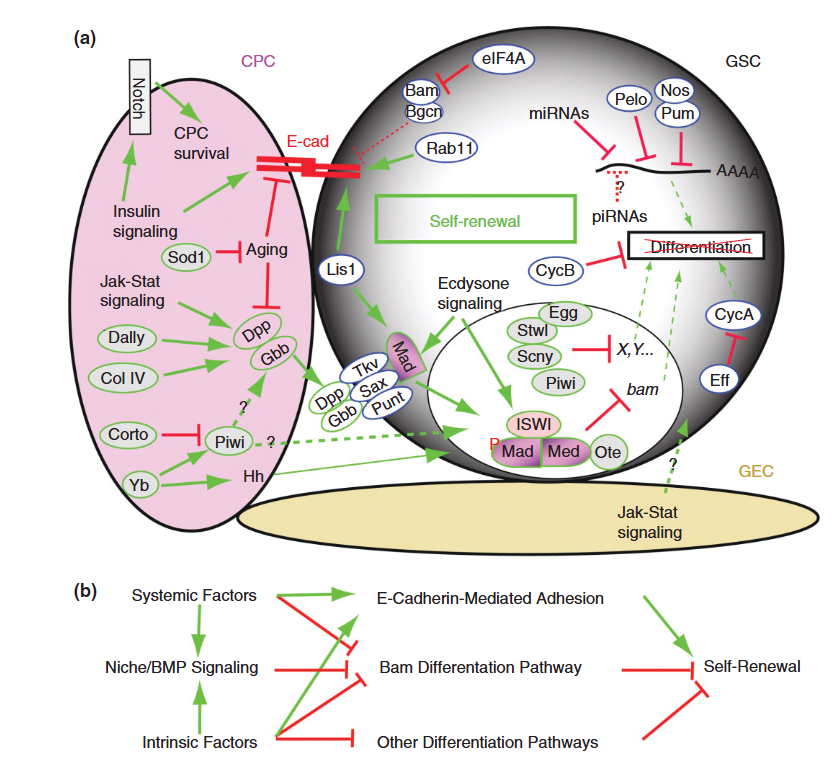 (a)
CPC
GSC
Notch
CPC
survival
E-cad
Insulin
signaling
Sod1
Aging
Jak-Stat
signaling
Dally
Col IV
Dpp
Gbb
Corto
Piwi
?
?
Yb
Hh
eIF4A
Bam
Bgcn
Rab11
miRNAs
Pelo
Nos
Pum
AAAA
?
piRNAs
Self-renewal
Differentiation
Lis1
CycB
Ecdysone
signaling
CycA
Eff
Egg
Stwl
Scny
Piwi
X,Y...
bam
Mad
Tkv
Sax
Punt
Dpp
Gbb
ISWI
P
Mad
Med
Ote
GEC
?
Jak-Stat
signaling
(b)
Systemic Factors
E-Cadherin-Mediated Adhesion
Niche/BMP Signaling
Bam Differentation Pathway
Self-Renewal
Intrinsic Factors
Other Differentiation Pathways